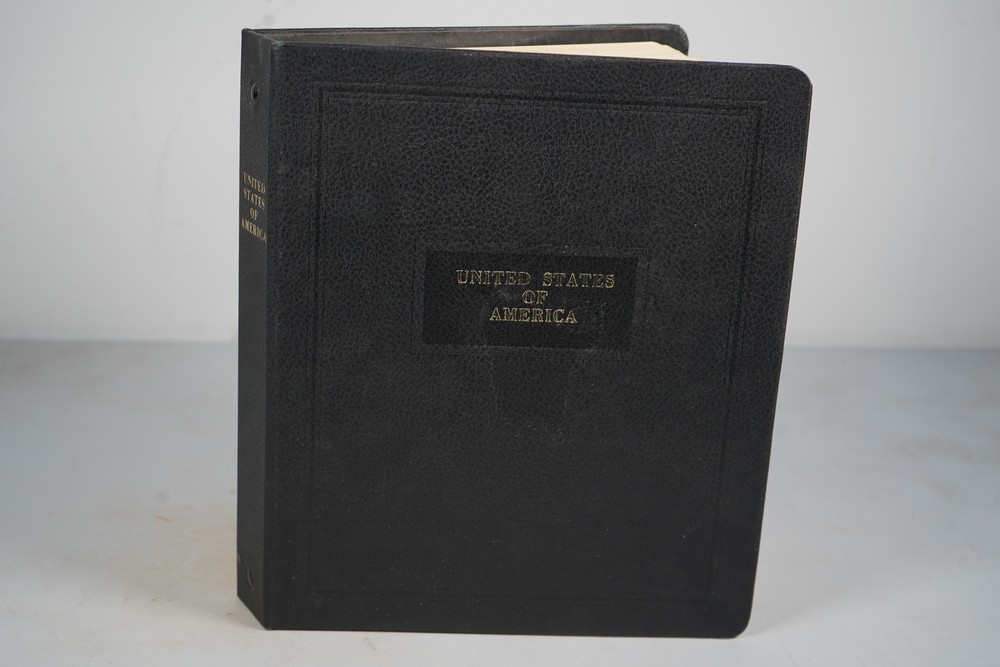 UNITED
STATES
OF
AMERICA
UNITED STATES
OF
AMERICA